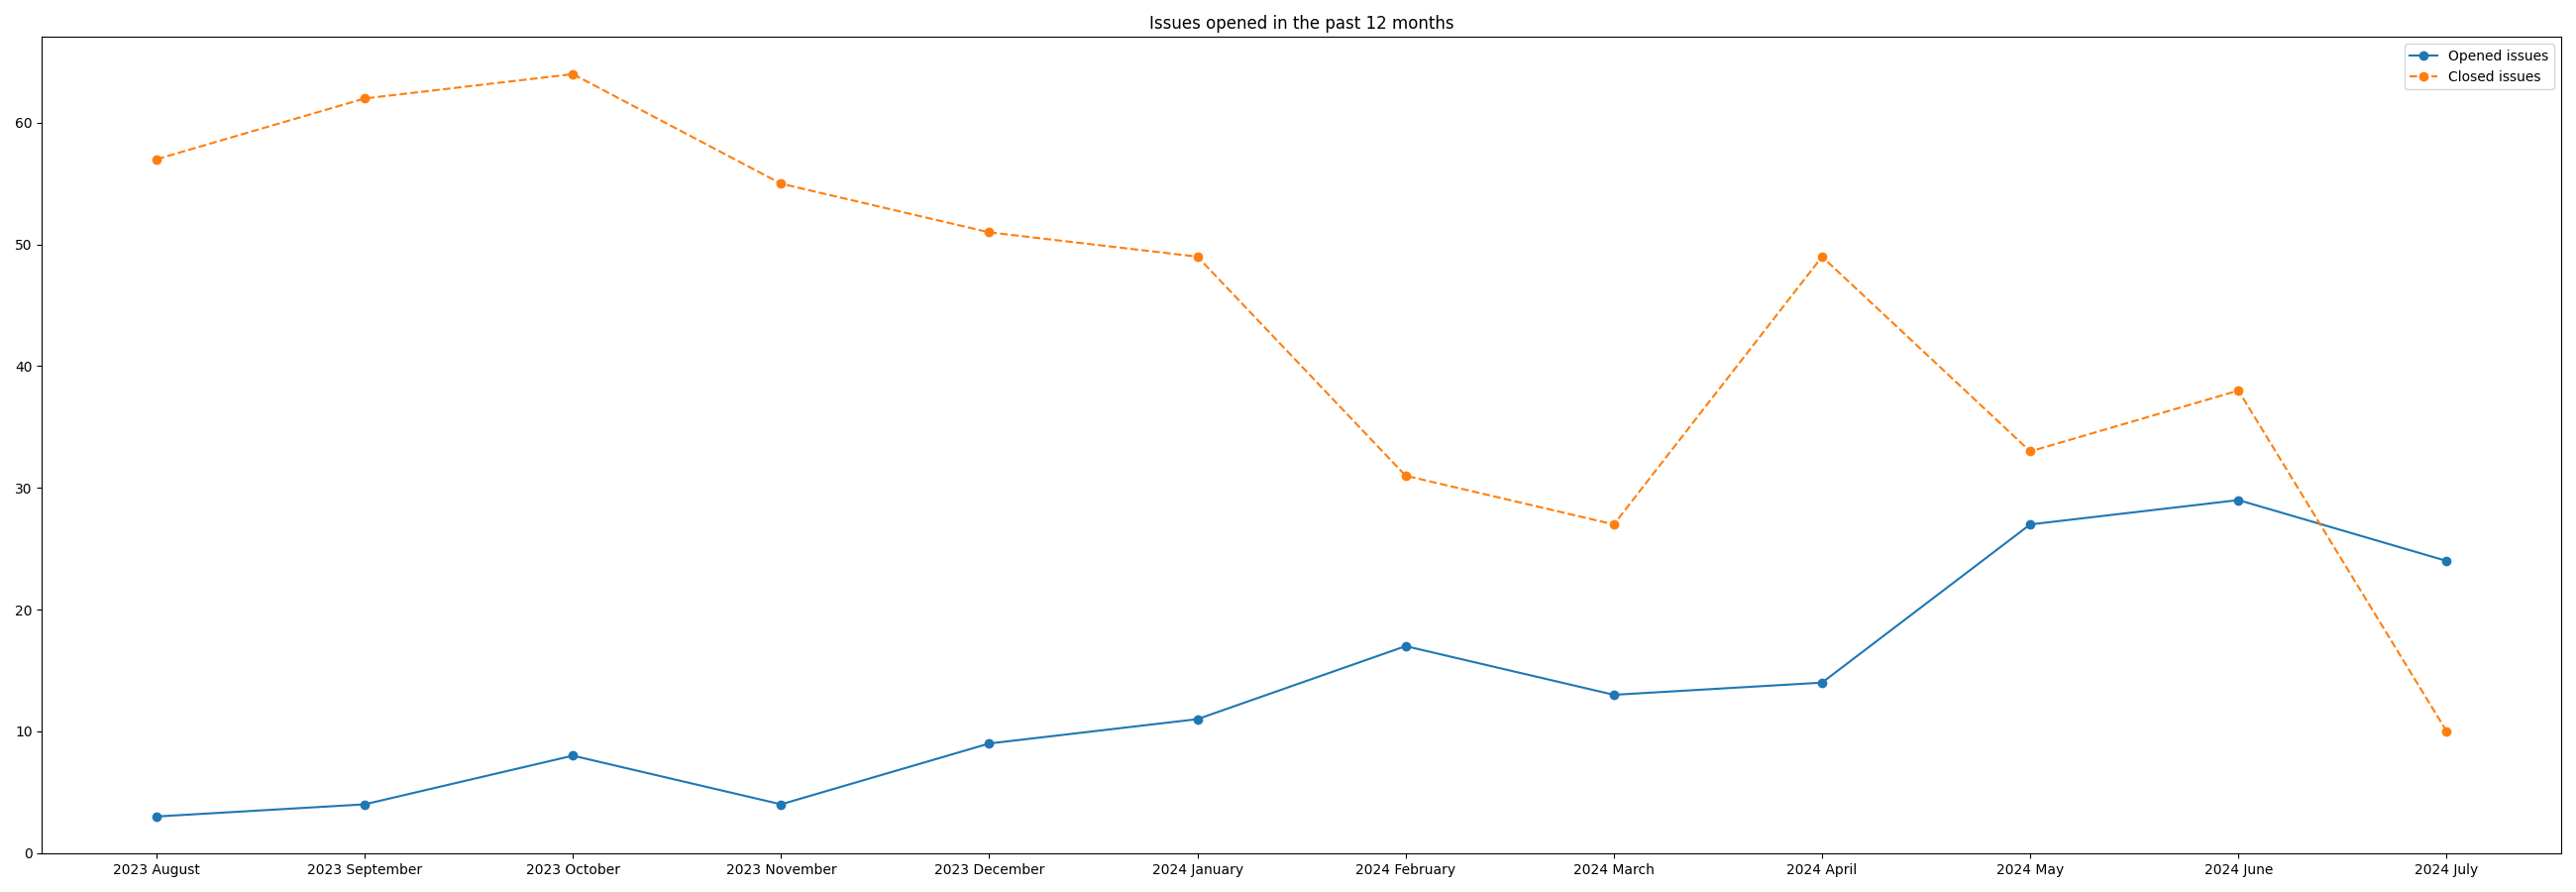 Issues opened in the past 12 months
Opened issues
Closed issues
60
50
40
30
20
10
0
2023 August 2023 September 2023 October 2023 November 2023 December 2024 January 2024 February 2024 March 2024 April 2024 May 2024 June 2024 July